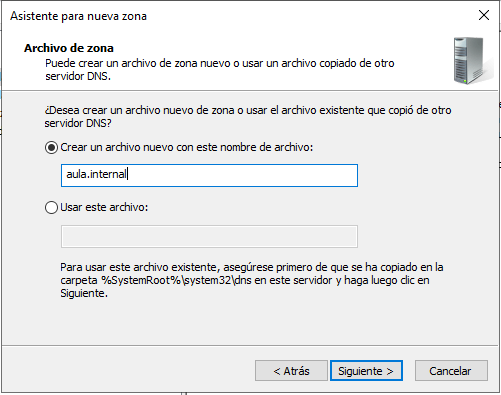 Asistente para nueva zona
Archivo de zona
Puede crear un archivo de zona nuevo o usar un archivo copiado de otro
servidor DNS.
¿Desea crear un archivo nuevo de zona o usar el archivo existente que copió de otro
servidor DNS?
Crear un archivo nuevo con este nombre de archivo:
aula.internal
Usar este archivo:
Para usar este archivo existente, asegúrese primero de que se ha copiado en la
carpeta %SystemRoot%\system32\dns en este servidor y haga luego clic en
Siguiente.
< Atrás
Siguiente >
Cancelar